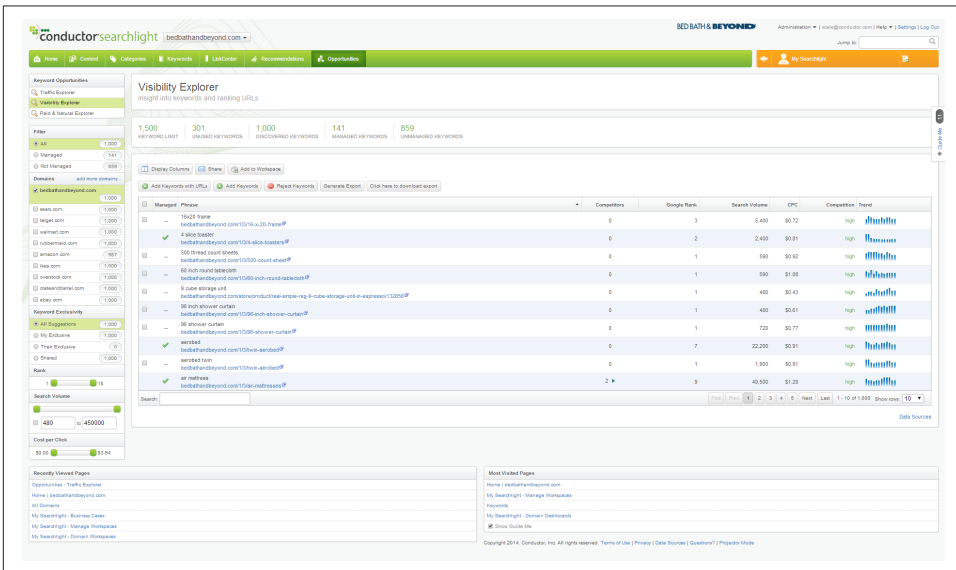 conductor searchlight bedbathandbeyond.com
BED BATH & BEYOND
Administration | | Help | Settings | Log Out
Jump to:
Home Content Categories Keywords LinkCenter Recommendations Opportunities
My Searchlight
Keyword Opportunities
Traffic Explorer
Visibility Explorer
Paid & Natural Explorer
Visibility Explorer
Insight into keywords and ranking URLs
Guide Me
1,500 301 1,000 141 859
KEYWORD LIMIT UNUSED KEYWORDS DISCOVERED KEYWORDS MANAGED KEYWORDS UNMANAGED KEYWORDS
Filter
All 1,000
Managed 141
Not Managed 859
Domains add more domains...
bedbathandbeyond.com
1,000
sears.com 1,000
target.com 1,000
walmart.com 1,000
rubbermaid.com 1,000
amazon.com 987
ikea.com 1,000
overstock.com 1,000
crateandbarrel.com 1,000
ebay.com 1,000
Keyword Exclusivity
All Suggestions 1,000
My Exclusive 1,000
Their Exclusive 0
Shared 1,000
Rank
1 18
Search Volume
480 to 450000
Cost per Click
$0.00 $3.94
Display Columns Share Add to Workspace
Add Keywords with URLs Add Keywords Reject Keywords Generate Export Click here to download export
Managed Phrase Competitors Google Rank Search Volume CPC Competition Trend
16x20 frame
bedbathandbeyond.com/1/3/16-x-20-frame
0 3 5,400 $0.72 high
4 slice toaster
bedbathandbeyond.com/1/3/4-slice-toasters
0 2 2,400 $0.81 high
500 thread count sheets
bedbathandbeyond.com/1/3/500-count-sheet
0 1 590 $0.92 high
60 inch round tablecloth
bedbathandbeyond.com/1/3/60-inch-round-tablecloth
0 1 590 $1.08 high
9 cube storage unit
bedbathandbeyond.com/store/product/real-simple-reg-9-cube-storage-unit-in-espresso/132656
0 1 480 $0.43 high
96 inch shower curtain
bedbathandbeyond.com/1/3/96-inch-shower-curtain
0 1 480 $0.61 high
96 shower curtain
bedbathandbeyond.com/1/3/96-inch-shower-curtain
0 1 720 $0.77 high
aerobed
bedbathandbeyond.com/1/3/twin-aerobed
0 7 22,200 $0.91 high
aerobed twin
bedbathandbeyond.com/1/3/twin-aerobed
0 1 1,900 $0.91 high
air mattress
bedbathandbeyond.com/1/3/air-mattresses
2 9 49,500 $1.29 high
Search:
First Prev 1 2 3 4 5 Next Last 1 - 10 of 1,000 Show rows: 10
Data Sources
Recently Viewed Pages
Opportunities - Traffic Explorer
Home | bedbathandbeyond.com
All Domains
My Searchlight - Business Cases
My Searchlight - Manage Workspaces
My Searchlight - Domain Workspaces
Most Visited Pages
Home | bedbathandbeyond.com
My Searchlight - Manage Workspaces
Keywords
My Searchlight - Domain Dashboards
Show Guide Me
Copyright 2014. Conductor, Inc. All rights reserved. Terms of Use | Privacy | Data Sources | Questions? | Projector Mode